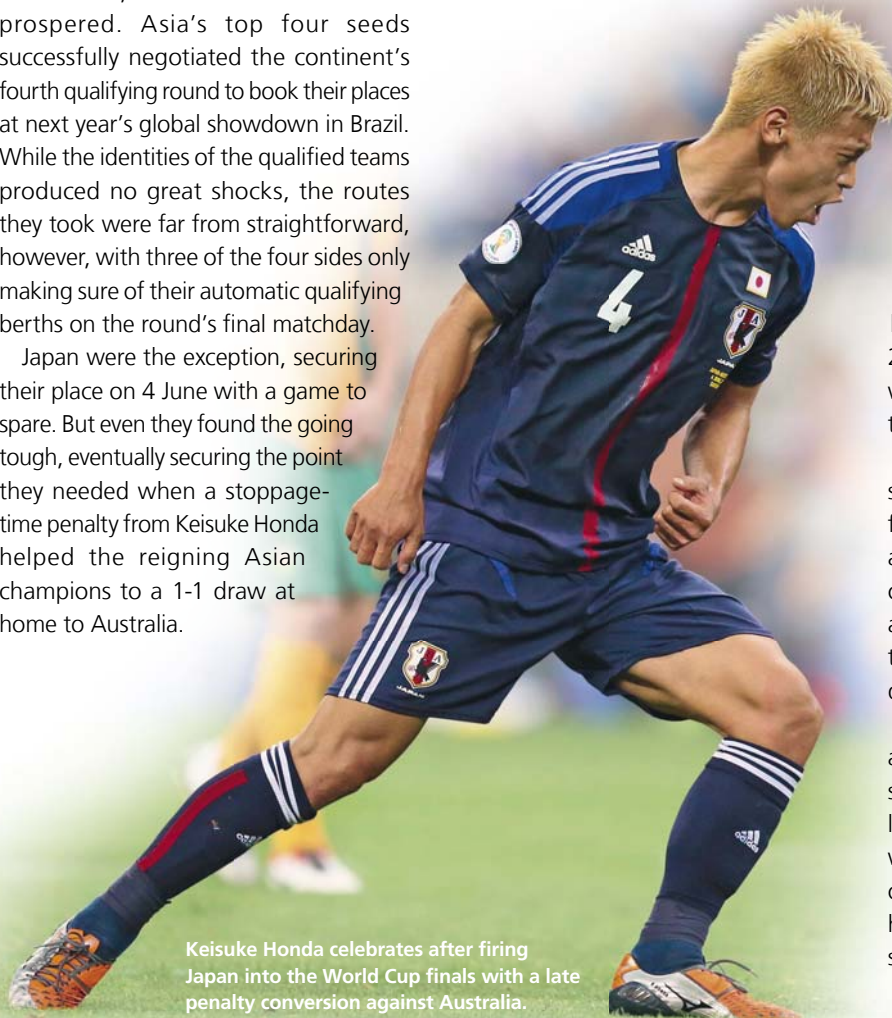 prospered. Asia’s top four seeds
successfully negotiated the continent’s
fourth qualifying round to book their places
at next year’s global showdown in Brazil.
While the identities of the qualified teams
produced no great shocks, the routes
they took were far from straightforward,
however, with three of the four sides only
making sure of their automatic qualifying
berths on the round’s final matchday.
Japan were the exception, securing
their place on 4 June with a game to
spare. But even they found the going
tough, eventually securing the point
they needed when a stoppage-
time penalty from Keisuke Honda
helped the reigning Asian
champions to a 1-1 draw at
home to Australia.
adidas
4
JAPAN
JAPAN
Keisuke Honda celebrates after firing
Japan into the World Cup finals with a late
penalty conversion against Australia.